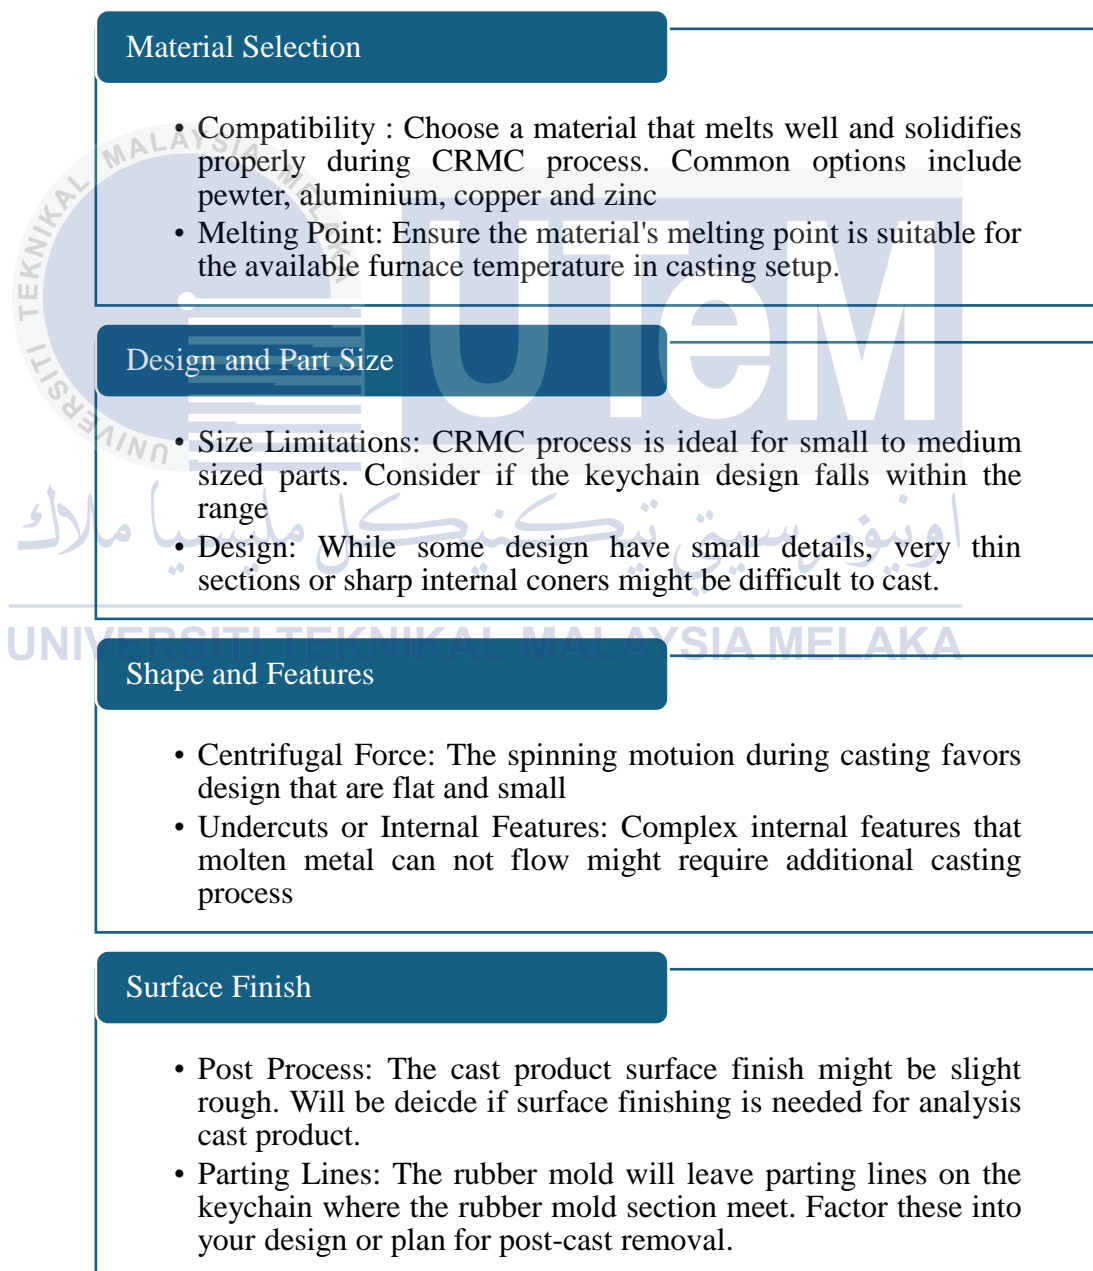 Material Selection
• Compatibility : Choose a material that melts well and solidifies
properly during CRMC process. Common options include
pewter, aluminium, copper and zinc
• Melting Point: Ensure the material's melting point is suitable for
the available furnace temperature in casting setup.
UNIVERSITI TEKNIKAL MALAYSIA MELAKA
UTeM
Design and Part Size
• Size Limitations: CRMC process is ideal for small to medium
sized parts. Consider if the keychain design falls within the
range
• Design: While some design have small details, very thin
sections or sharp internal coners might be difficult to cast.
اونيۏرسيتي تيكنيكل مليسيا ملاك
UNIVERSITI TEKNIKAL MALAYSIA MELAKA
Shape and Features
• Centrifugal Force: The spinning motuion during casting favors
design that are flat and small
• Undercuts or Internal Features: Complex internal features that
molten metal can not flow might require additional casting
process
Surface Finish
• Post Process: The cast product surface finish might be slight
rough. Will be deicde if surface finishing is needed for analysis
cast product.
• Parting Lines: The rubber mold will leave parting lines on the
keychain where the rubber mold section meet. Factor these into
your design or plan for post-cast removal.